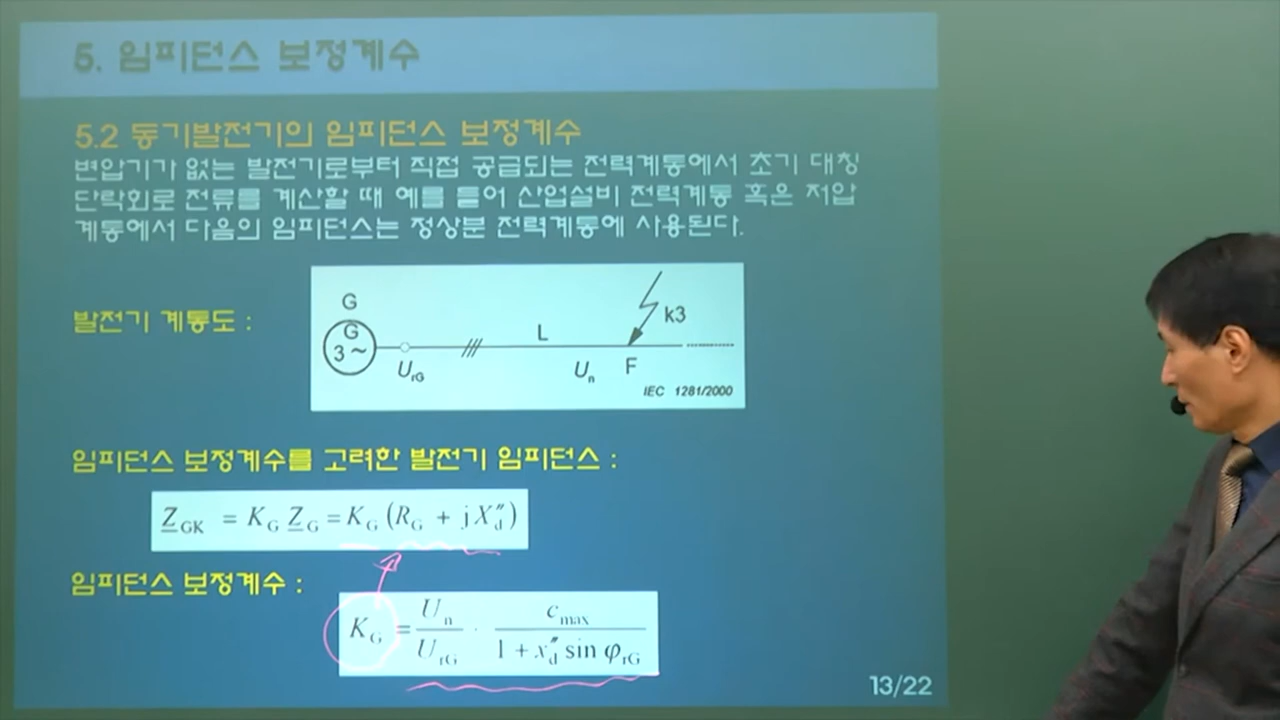 5. 임피던스 보정계수
5.2 동기발전기의 임피던스 보정계수
변압기가 없는 발전기로부터 직접 공급되는 전력계통에서 초기 대칭
단락회로 전류를 계산할 때 예를 들어 산업설비 전력계통 혹은 저압
계통에서 다음의 임피던스는 정상분 전력계통에 사용된다.
발전기 계통도 :
G
G
3 ~
UrG
L
Un
F
k3
IEC 1281/2000
임피던스 보정계수를 고려한 발전기 임피던스 :
Z_GK = K_G Z_G = K_G (R_G + jX″_d)
임피던스 보정계수 :
K_G = U_n / U_rG · c_max / (1 + x″_d sin φ_rG)
13/22